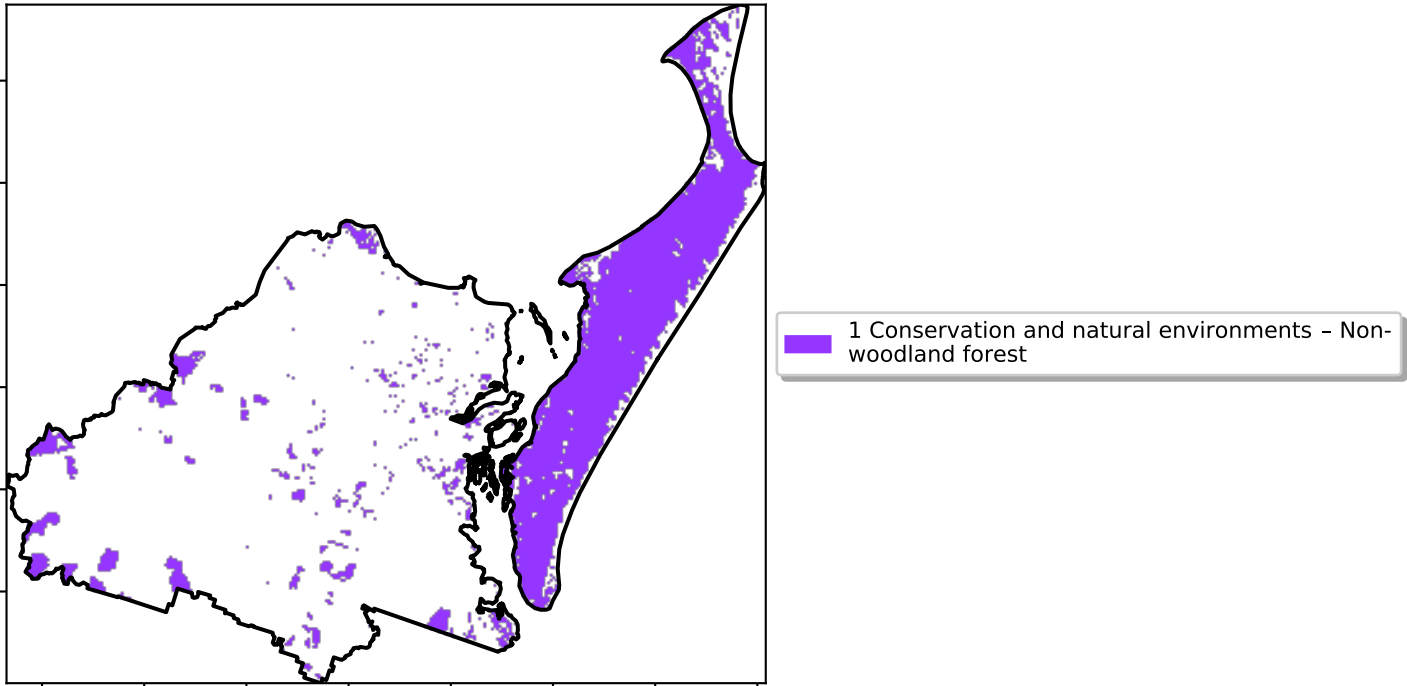 1 Conservation and natural environments – Non-
woodland forest